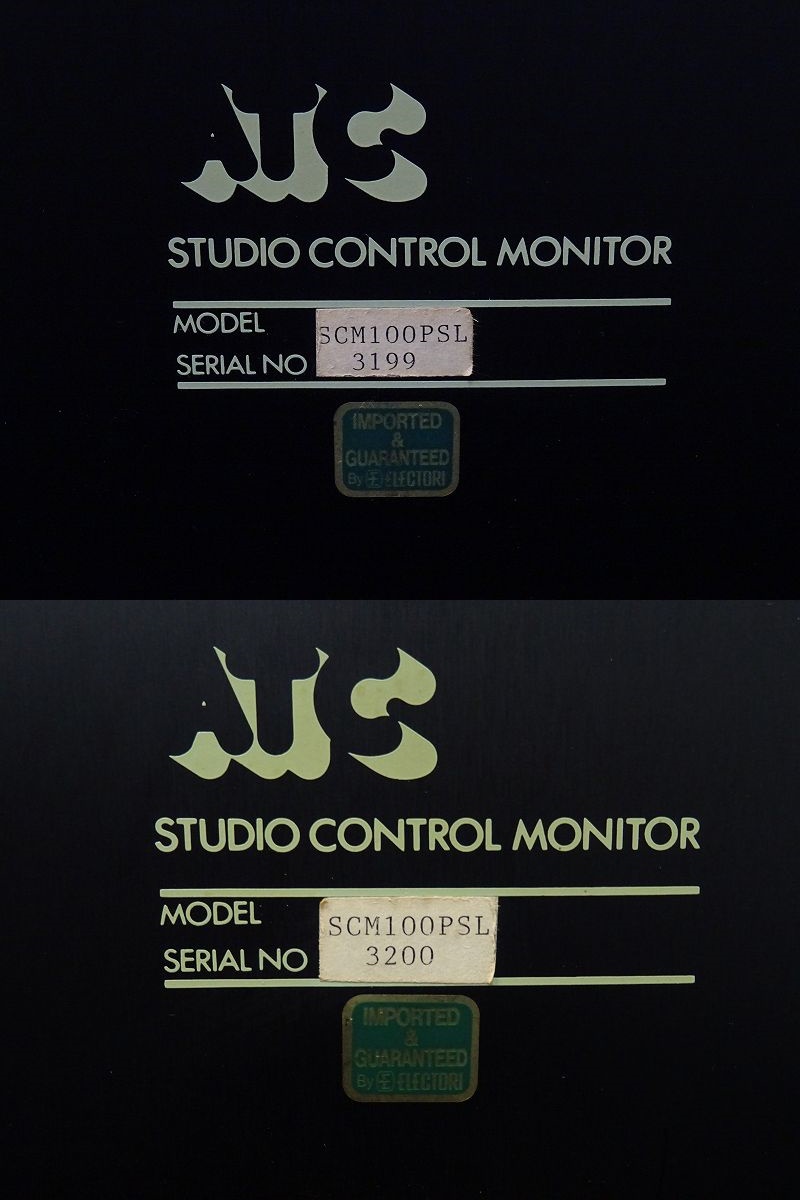 ATC
STUDIO CONTROL MONITOR
MODEL SCM100PSL
SERIAL NO 3199
IMPORTED
&
GUARANTEED
By ELECTORI
ATC
STUDIO CONTROL MONITOR
MODEL SCM100PSL
SERIAL NO 3200
IMPORTED
&
GUARANTEED
By ELECTORI